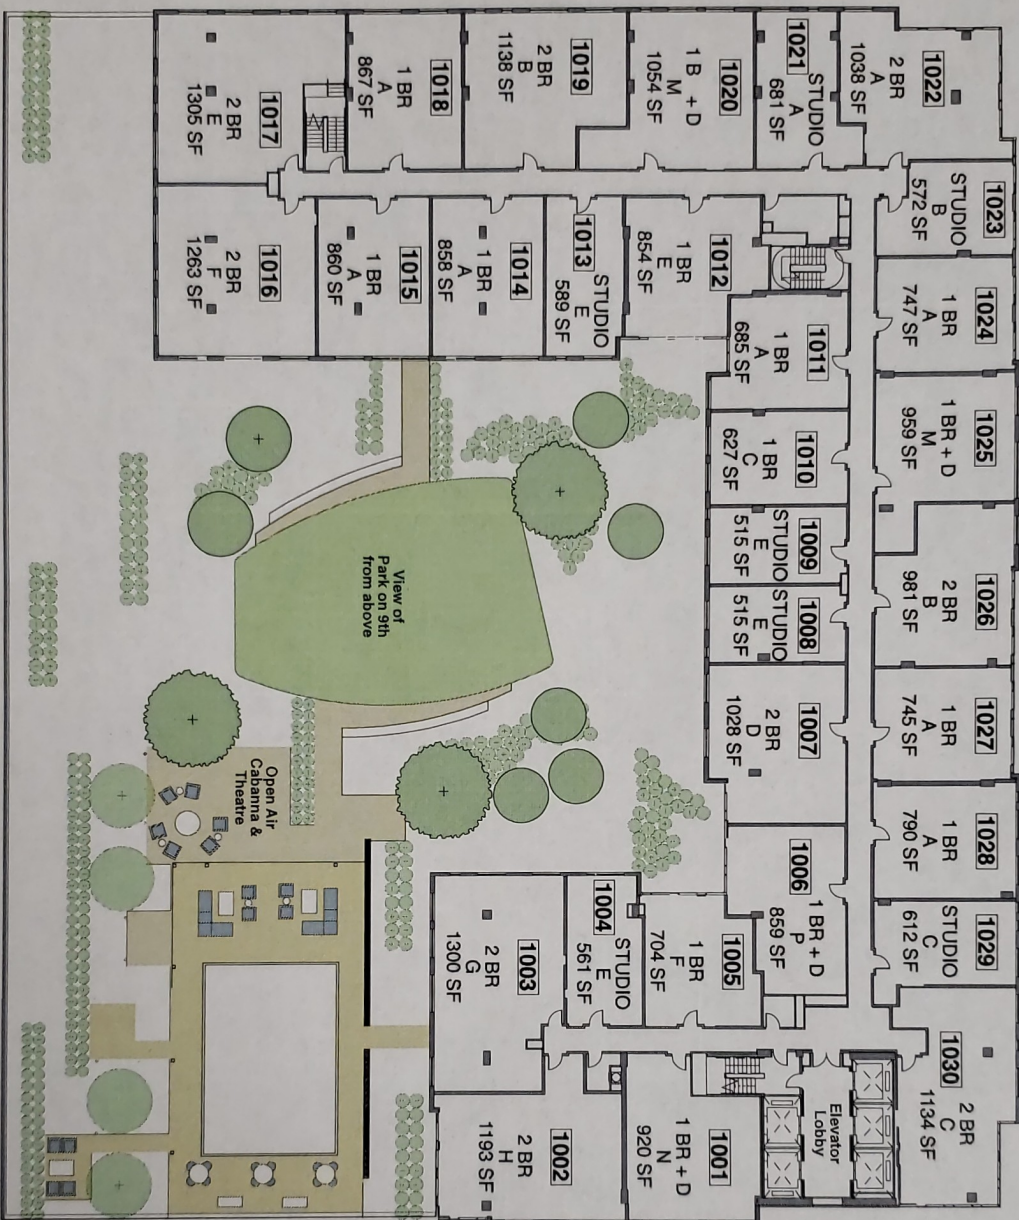 1001
1 BR + D
N
920 SF
1002
2 BR
H
1193 SF
1003
2 BR
G
1300 SF
1004
STUDIO
E
561 SF
1005
1 BR
F
704 SF
1006
1 BR + D
P
859 SF
1007
2 BR
D
1028 SF
1008
STUDIO
E
515 SF
1009
STUDIO
E
515 SF
1010
1 BR
C
627 SF
1011
1 BR
A
685 SF
1012
1 BR
E
854 SF
1013
STUDIO
E
589 SF
1014
1 BR
A
858 SF
1015
1 BR
A
860 SF
1016
2 BR
F
1263 SF
1017
2 BR
E
1305 SF
1018
1 BR
A
867 SF
1019
2 BR
B
1138 SF
1020
1 B + D
M
1054 SF
1021
STUDIO
A
681 SF
1022
2 BR
A
1038 SF
1023
STUDIO
B
572 SF
1024
1 BR
A
747 SF
1025
1 BR + D
M
959 SF
1026
2 BR
B
981 SF
1027
1 BR
A
745 SF
1028
1 BR
A
790 SF
1029
STUDIO
C
612 SF
1030
2 BR
C
1134 SF
Elevator
Lobby
View of
Park on 9th
from above
Open Air
Cabanna &
Theatre